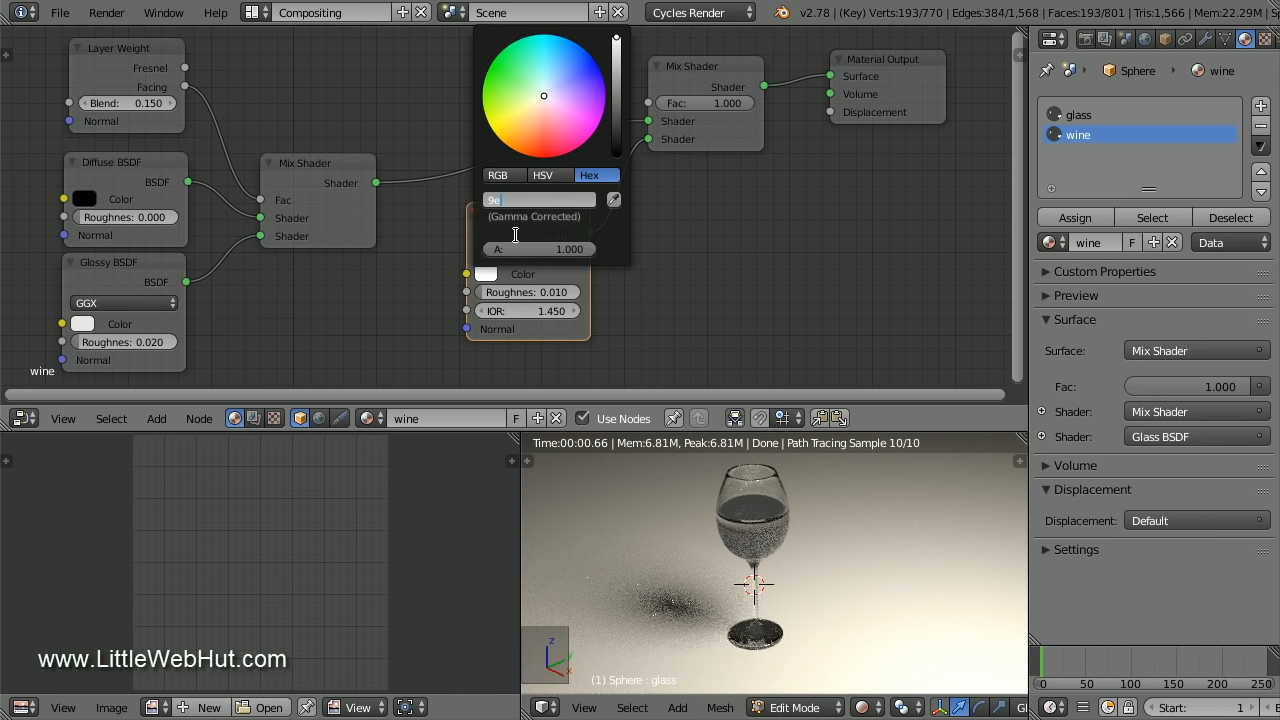 File Render Window Help Compositing Scene Cycles Render v2.78 | (Key) Verts:193/770 | Edges:384/1,568 | Faces:193/801 | Tris:1,566 | Mem:22.29M
Layer Weight
Fresnel
Facing
Blend: 0.150
Normal
Diffuse BSDF
BSDF
Color
Roughness: 0.000
Normal
Glossy BSDF
BSDF
GGX
Color
Roughness: 0.020
Normal
wine
Mix Shader
Shader
Fac
Shader
Shader
RGB HSV Hex
9e
(Gamma Corrected)
A: 1.000
Color
Roughness: 0.010
IOR: 1.450
Normal
Mix Shader
Shader
Fac: 1.000
Shader
Shader
Material Output
Surface
Volume
Displacement
View Select Add Node wine F Use Nodes
Sphere wine
glass
wine
Assign Select Deselect
wine F Data
Custom Properties
Preview
Surface
Surface: Mix Shader
Fac: 1.000
Shader: Mix Shader
Shader: Glass BSDF
Volume
Displacement
Displacement: Default
Settings
Time:00:00.66 | Mem:6.81M, Peak:6.81M | Done | Path Tracing Sample 10/10
www.LittleWebHut.com
z
y
x
(1) Sphere : glass
0 50 100 150 200 250
View Image New Open View
View Select Add Mesh Edit Mode Gl
Start: 1 E